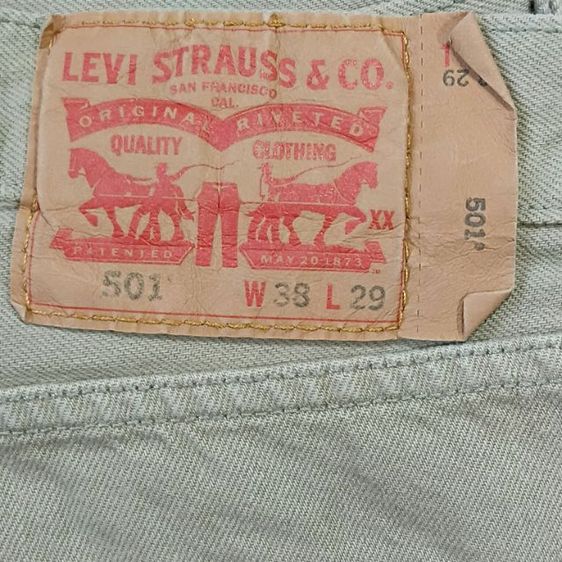 LEVI STRAUSS & CO.
SAN FRANCISCO
CAL.
ORIGINAL RIVETED
QUALITY CLOTHING
XX
PATENTED MAY 20 1873
501®
W 38 L 29
29
501®